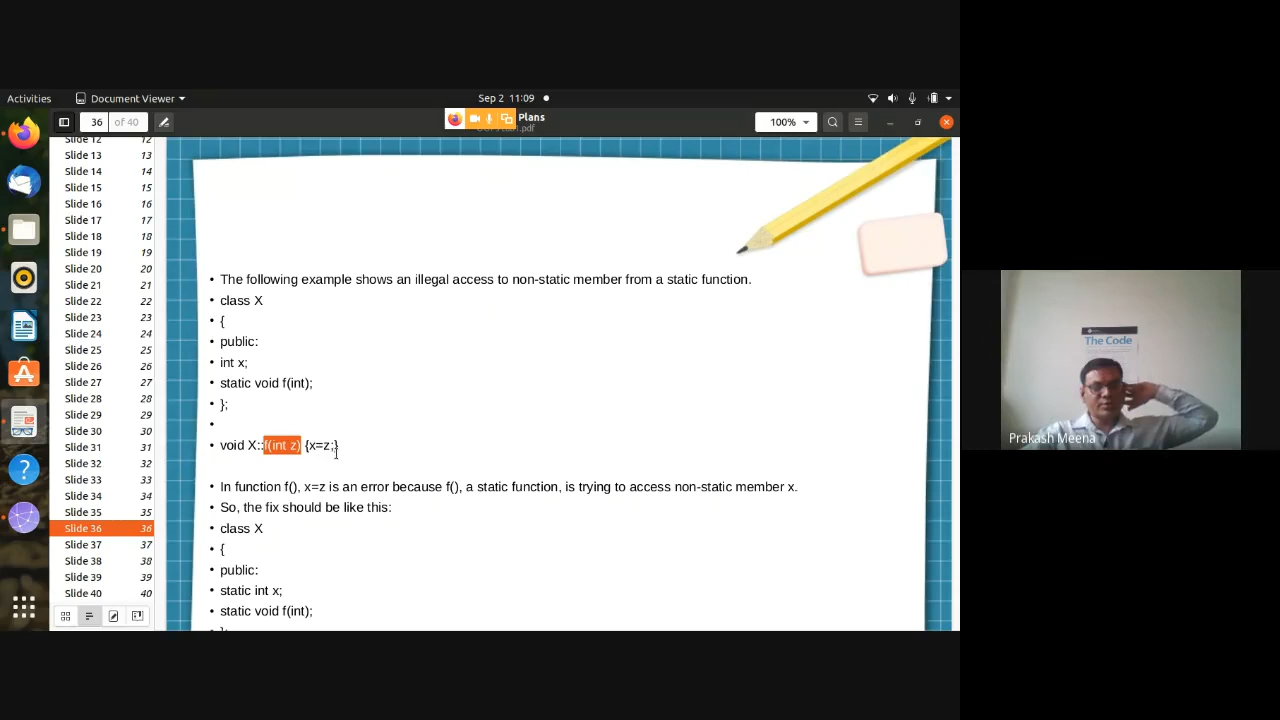 Activities
Document Viewer
Sep 2 11:09
36
of 40
Plans
100%
Slide 12 12
Slide 13 13
Slide 14 14
Slide 15 15
Slide 16 16
Slide 17 17
Slide 18 18
Slide 19 19
Slide 20 20
Slide 21 21
Slide 22 22
Slide 23 23
Slide 24 24
Slide 25 25
Slide 26 26
Slide 27 27
Slide 28 28
Slide 29 29
Slide 30 30
Slide 31 31
Slide 32 32
Slide 33 33
Slide 34 34
Slide 35 35
Slide 36 36
Slide 37 37
Slide 38 38
Slide 39 39
Slide 40 40
• The following example shows an illegal access to non-static member from a static function.
• class X
• {
• public:
• int x;
• static void f(int);
• };
•
• void X::f(int z) {x=z;}
• In function f(), x=z is an error because f(), a static function, is trying to access non-static member x.
• So, the fix should be like this:
• class X
• {
• public:
• static int x;
• static void f(int);
The Code
Prakash Meena